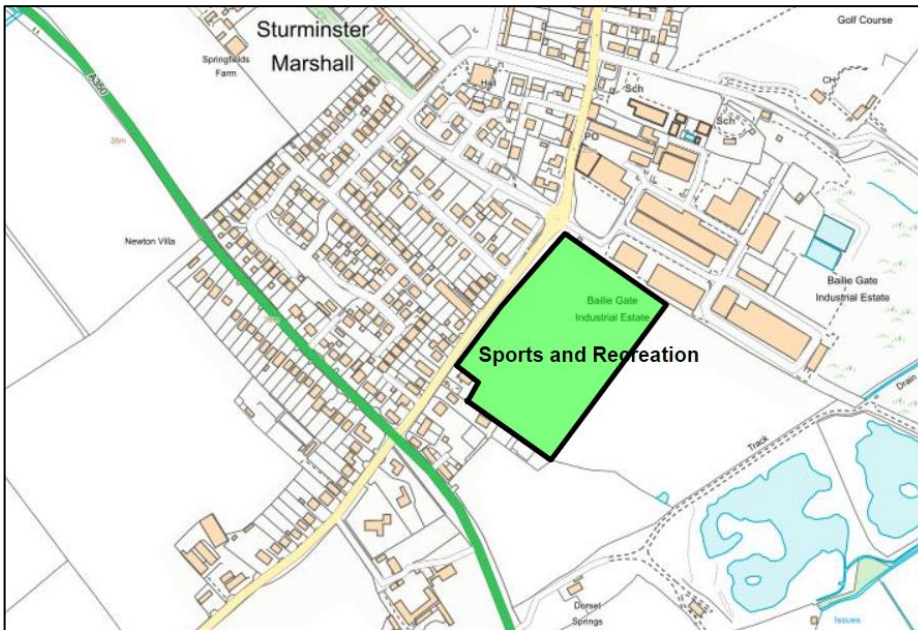 Golf Course
Sturminster
Marshall
Springfields
Farm
Hall
Sch
CH
A350
Sch
PO
28m
Newton Villa
Bailie Gate
Industrial Estate
Bailie Gate
Industrial Estate
Sports and Recreation
Drain
Track
Dorset
Springs
Issues